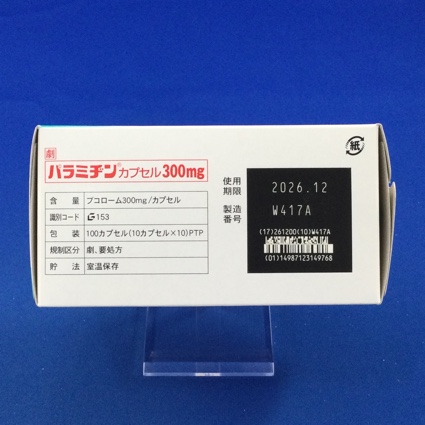 劇
パラミヂン®カプセル300mg
含量 ブコローム300mg/カプセル
識別コード 153
包装 100カプセル(10カプセル×10)PTP
規制区分 劇、要処方
貯法 室温保存
使用期限 2026.12
製造番号 W417A
(17)261200(10)W417A
(01)14987123149768
紙